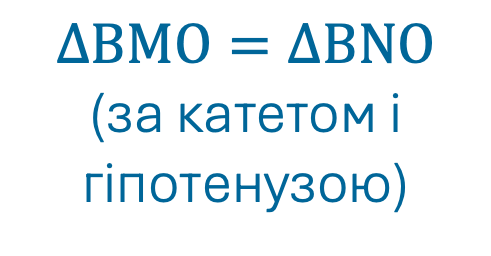 ΔBMO = ΔBNO
(за катетом і
гіпотенузою)